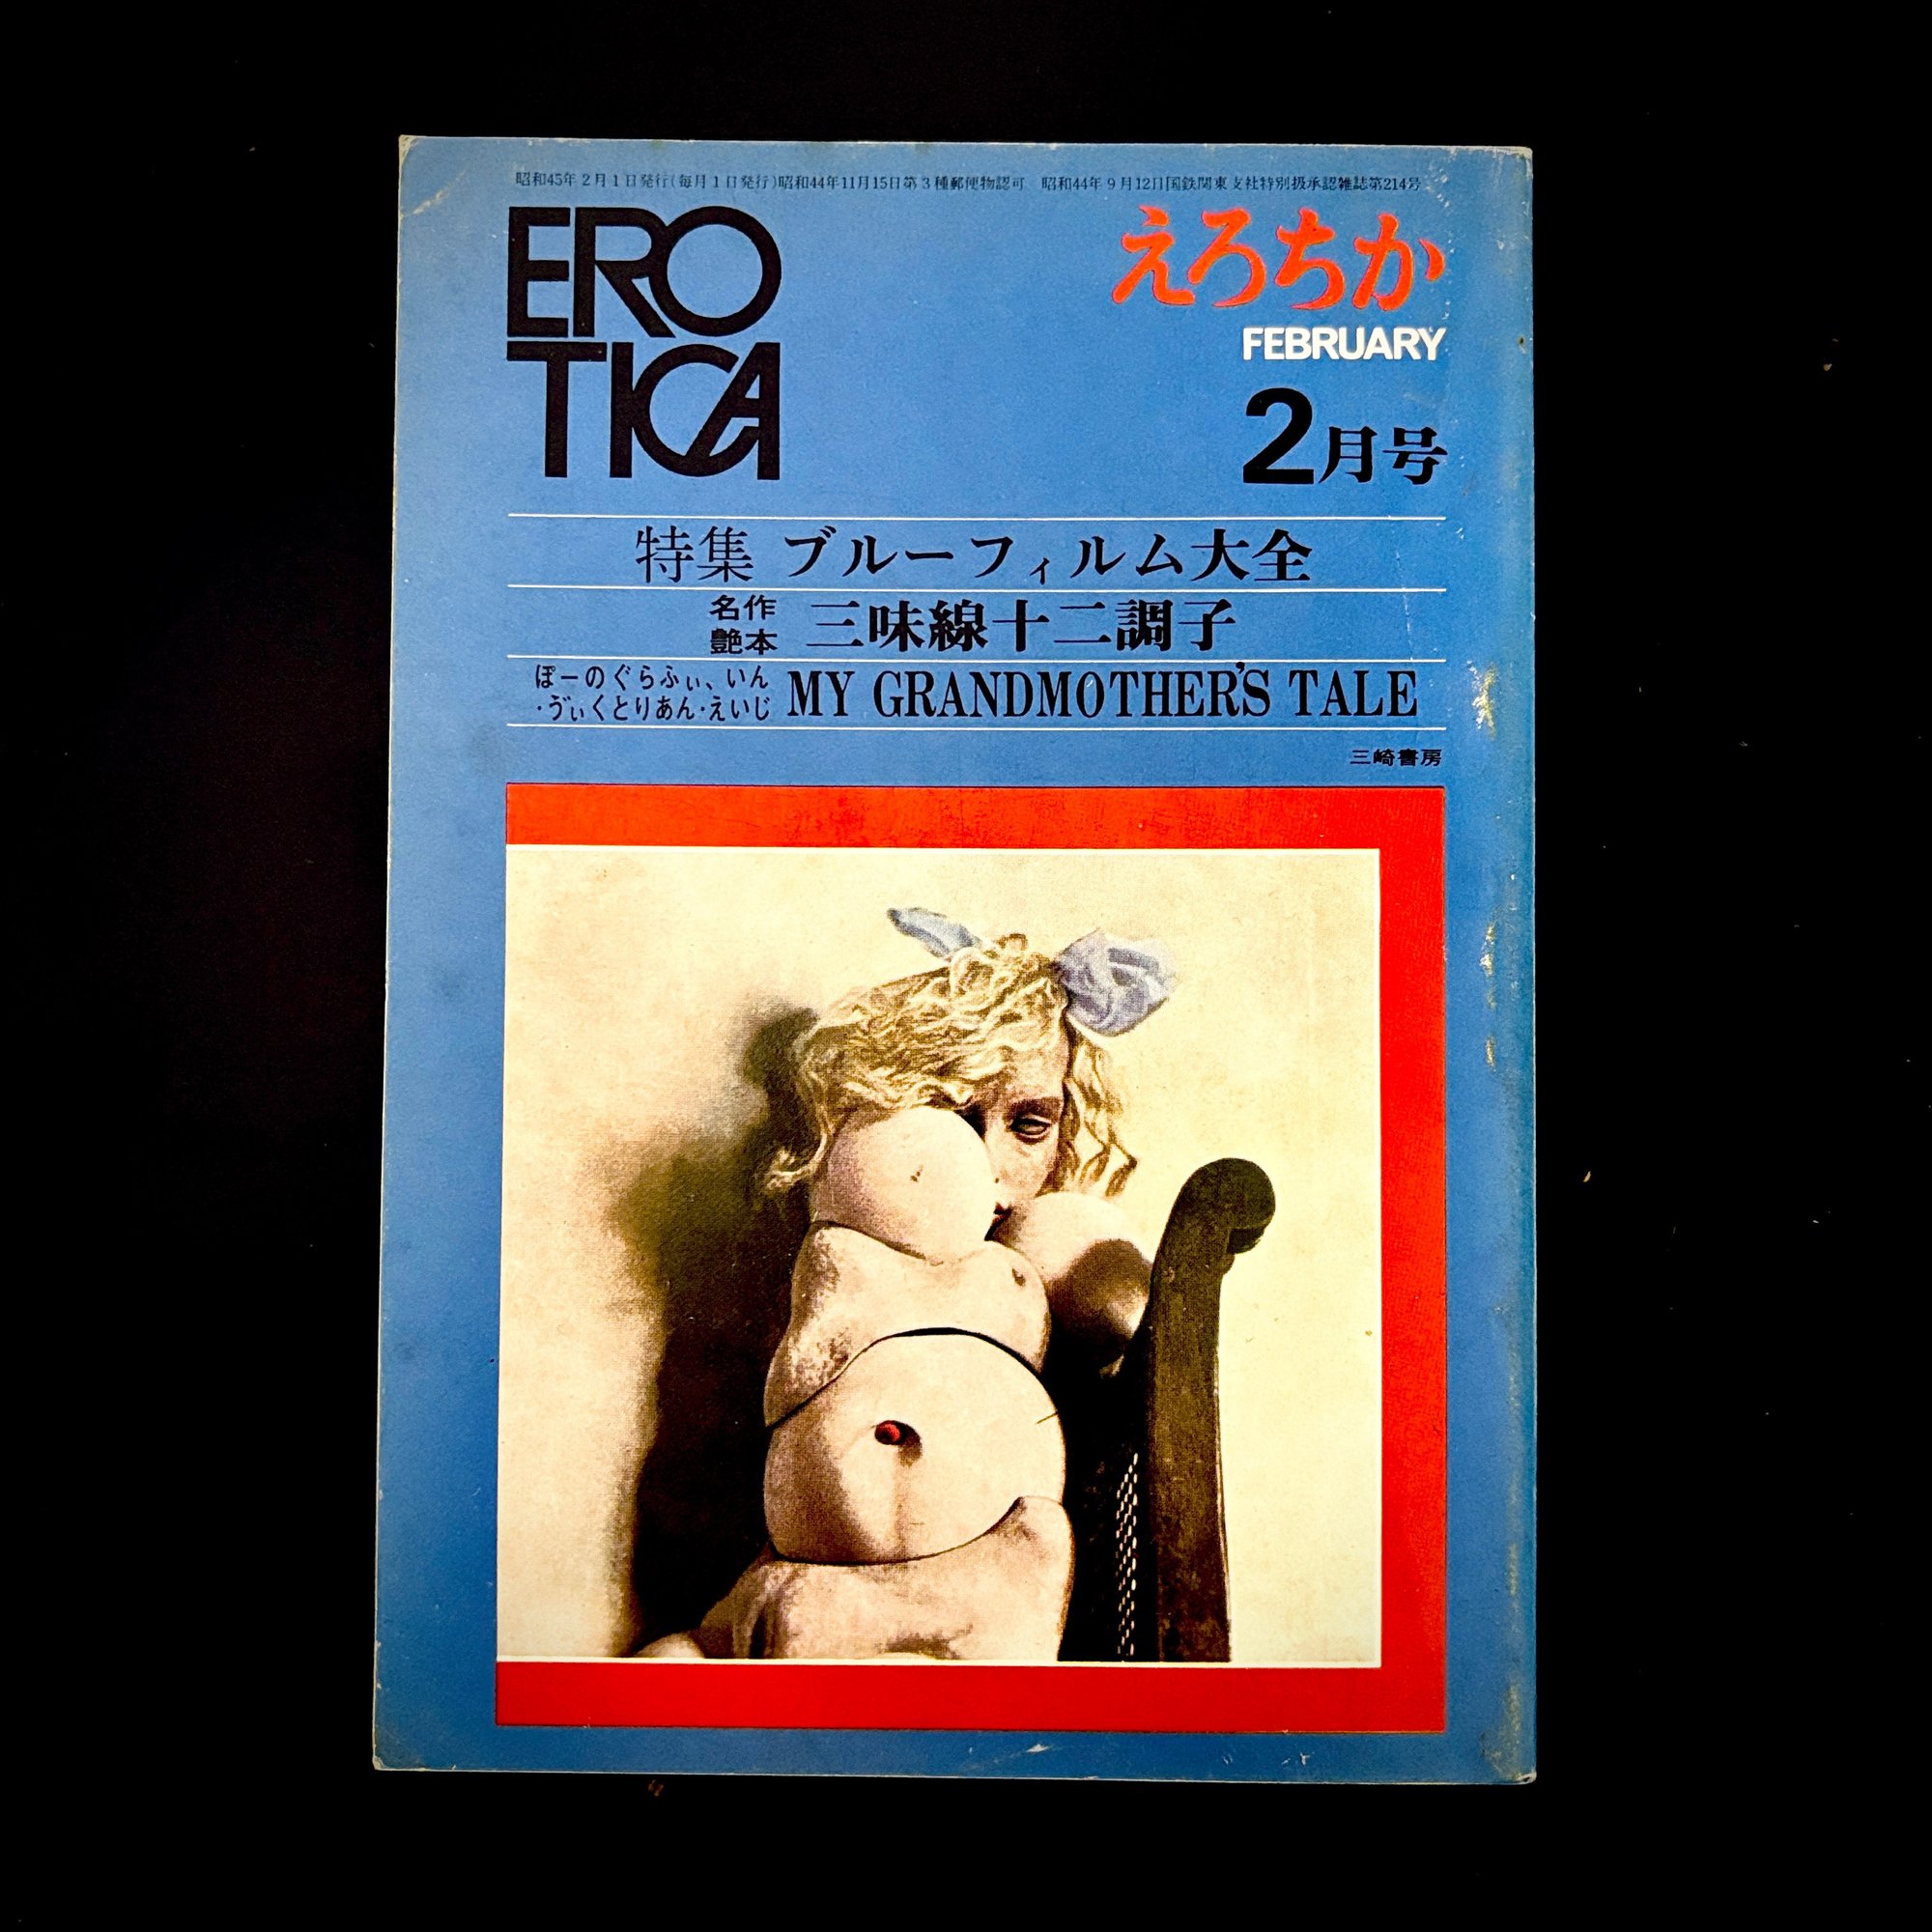 昭和45年2月1日発行(毎月1日発行)昭和44年11月15日第3種郵便物認可 昭和44年9月12日国鉄関東支社特別扱承認雑誌第214号
ERO
TICA
えろちか
FEBRUARY
2月号
特集 ブルーフィルム大全
名作
艶本
三味線十二調子
ぽーのぐらふぃ、いん
・ゔぃくとりあん・えいじ
MY GRANDMOTHER'S TALE
三崎書房